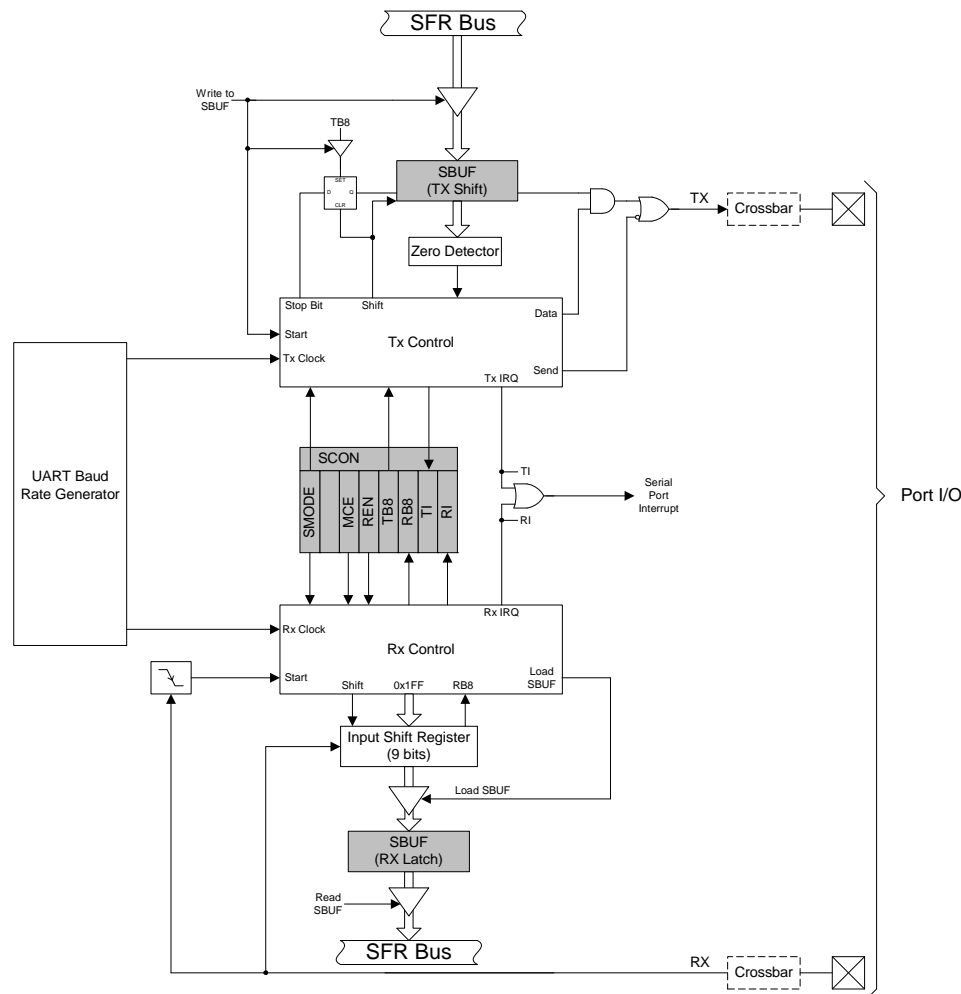 SFR Bus
Write to
SBUF
TB8
SET
D
Q
CLR
SBUF
(TX Shift)
TX
Crossbar
Zero Detector
Stop Bit
Shift
Data
Start
Tx Control
Tx Clock
Send
Tx IRQ
UART Baud
Rate Generator
SCON
SMODE
MCE
REN
TB8
RB8
TI
RI
TI
RI
Serial
Port
Interrupt
Port I/O
Rx IRQ
Rx Clock
Rx Control
Start
Load
SBUF
Shift
0x1FF
RB8
Input Shift Register
(9 bits)
Load SBUF
SBUF
(RX Latch)
Read
SBUF
SFR Bus
RX
Crossbar